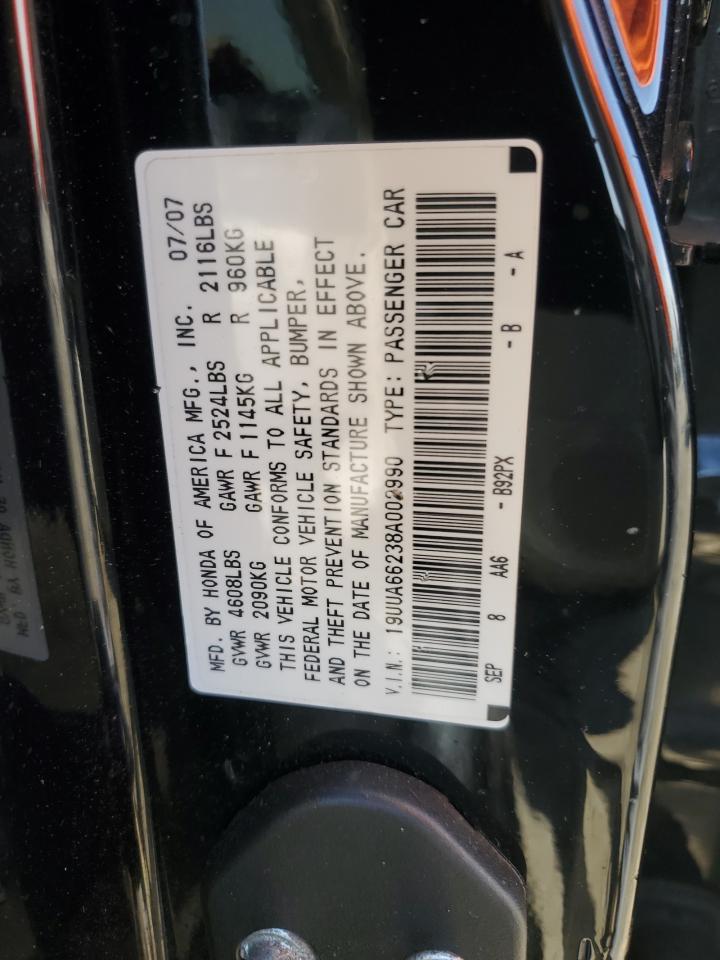 MFD. BY HONDA OF AMERICA MFG., INC. 07/07
GVWR 4608LBS GAWR F 2524LBS R 2116LBS
GVWR 2090KG GAWR F 1145KG R 960KG
THIS VEHICLE CONFORMS TO ALL APPLICABLE
FEDERAL MOTOR VEHICLE SAFETY, BUMPER,
AND THEFT PREVENTION STANDARDS IN EFFECT
ON THE DATE OF MANUFACTURE SHOWN ABOVE.
V.I.N.: 19UUA66238A002990 TYPE: PASSENGER CAR
SEP 8 AA6 - B92PX - B - A